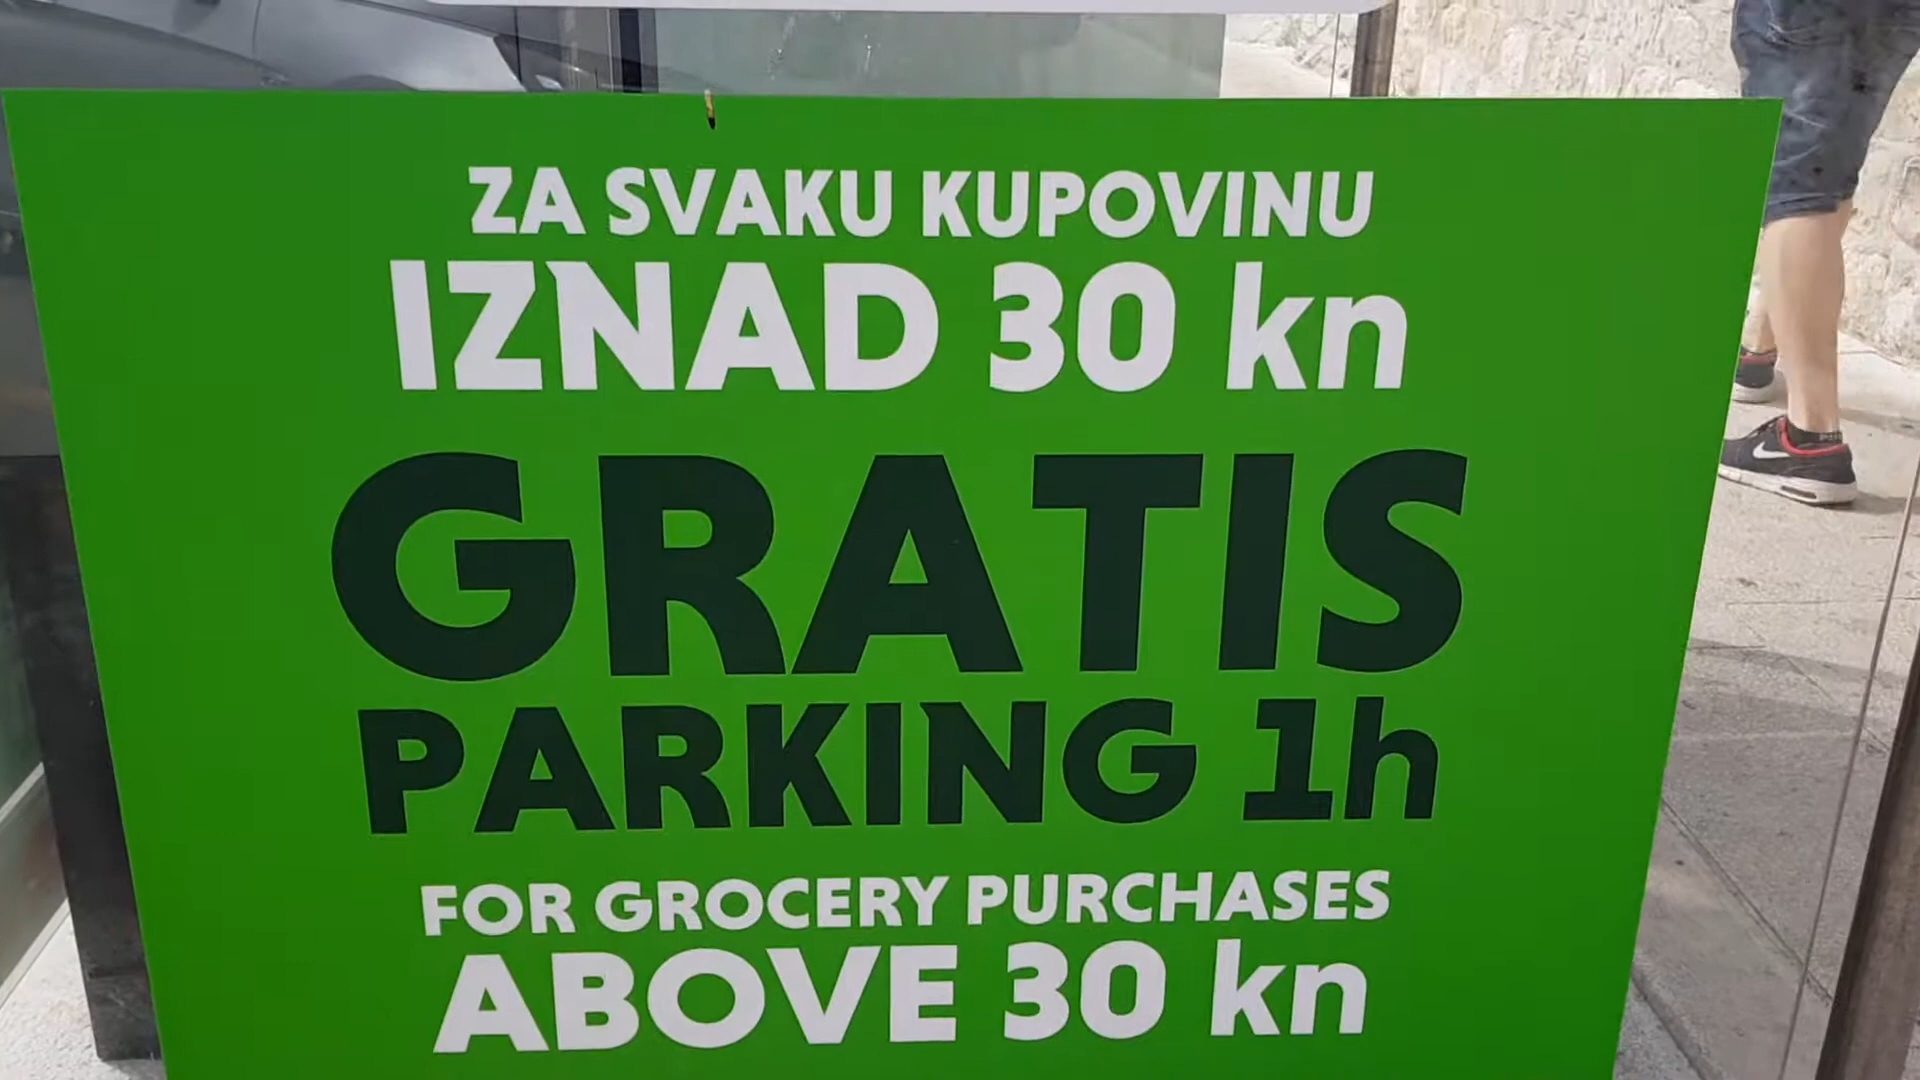 ZA SVAKU KUPOVINU
IZNAD 30 kn
GRATIS
PARKING 1h
FOR GROCERY PURCHASES
ABOVE 30 kn